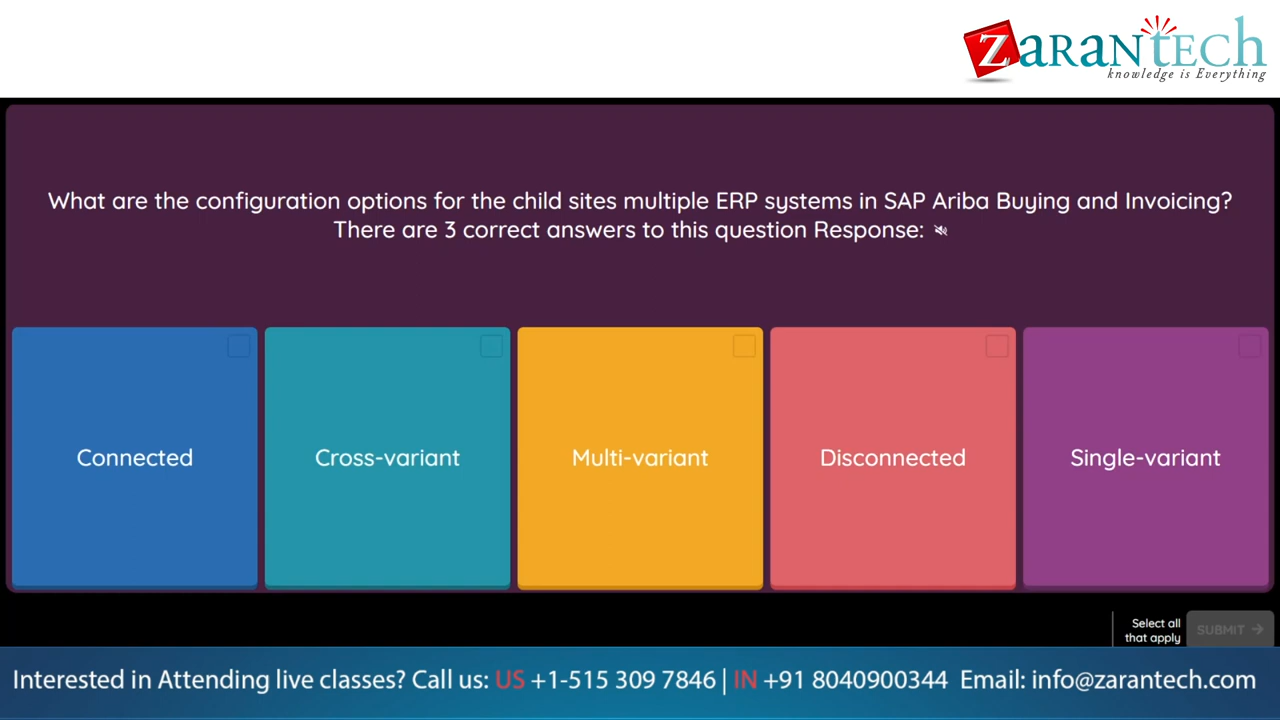 ZARANTECH
knowledge is Everything
What are the configuration options for the child sites multiple ERP systems in SAP Ariba Buying and Invoicing?
There are 3 correct answers to this question Response:
Connected
Cross-variant
Multi-variant
Disconnected
Single-variant
Select all
that apply
SUBMIT →
Interested in Attending live classes? Call us: US +1-515 309 7846 | IN +91 8040900344 Email: info@zarantech.com